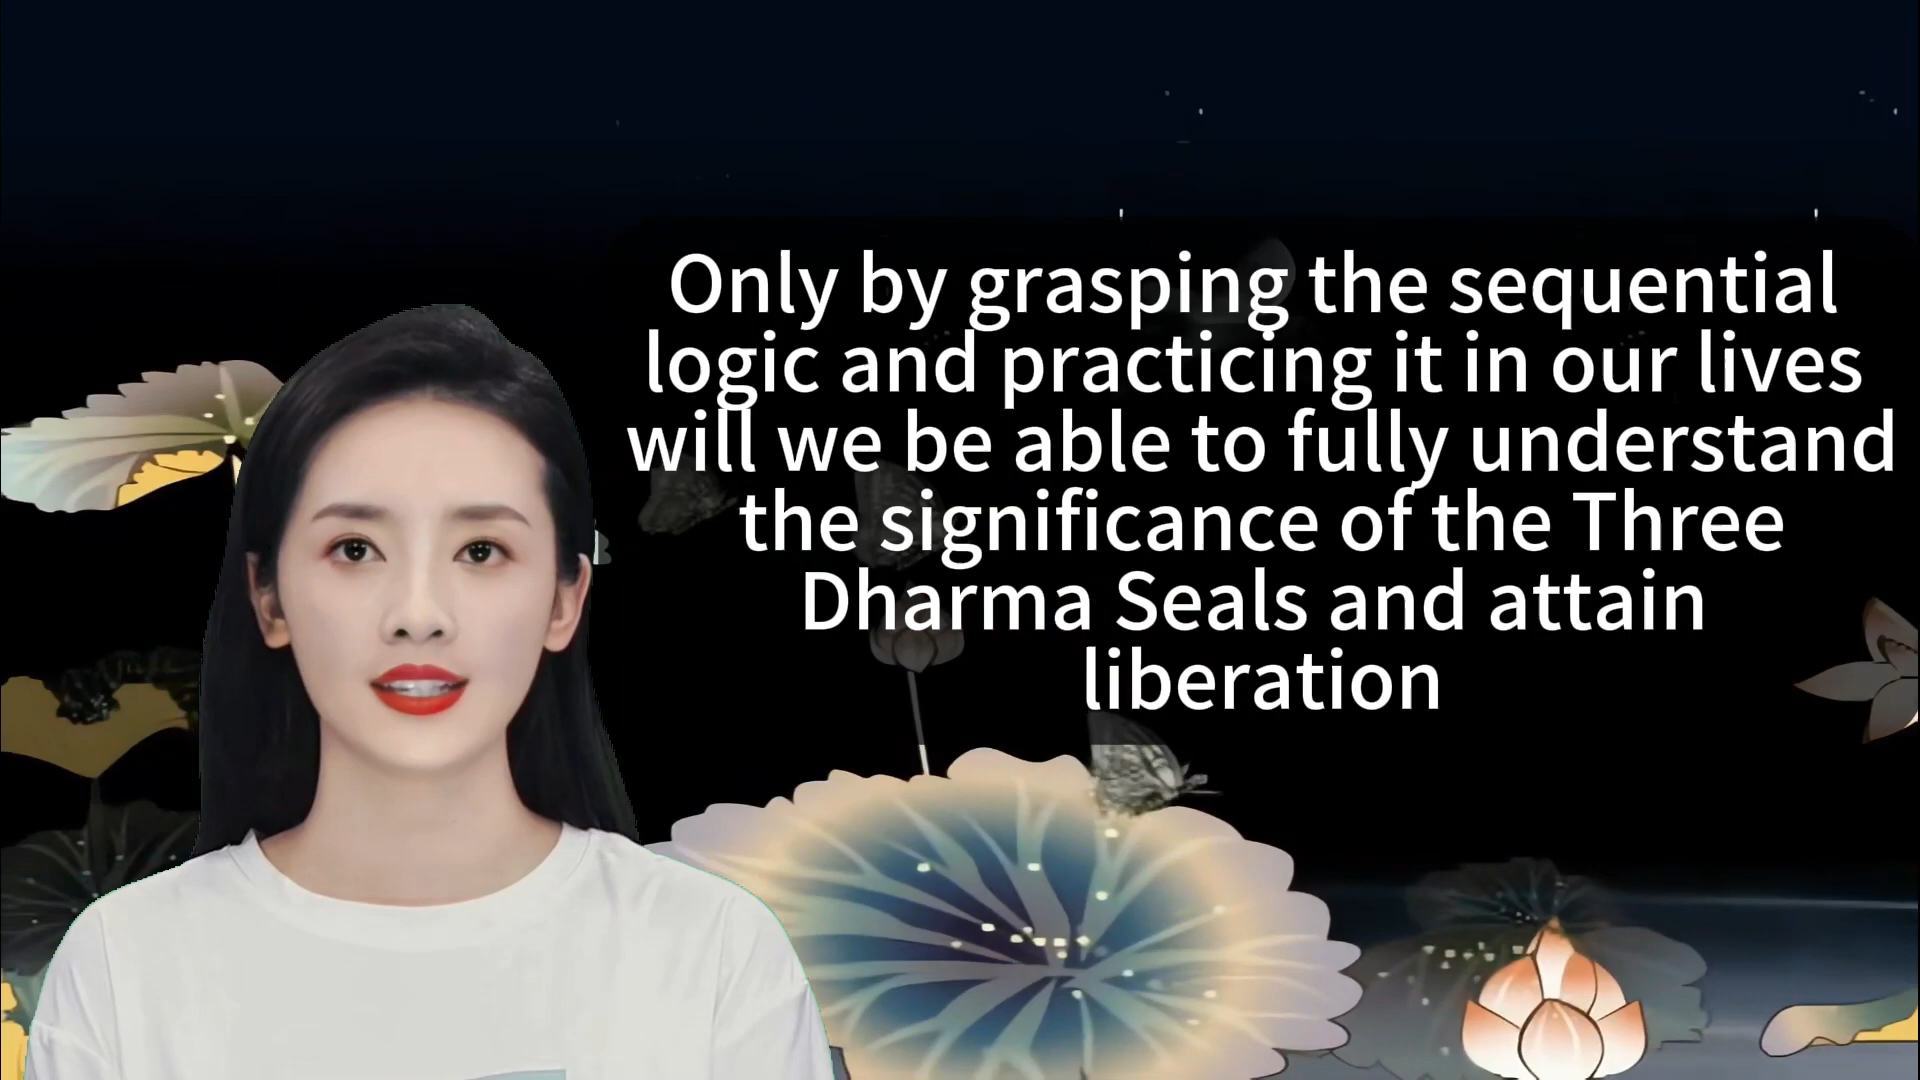 Only by grasping the sequential
logic and practicing it in our lives
will we be able to fully understand
the significance of the Three
Dharma Seals and attain
liberation